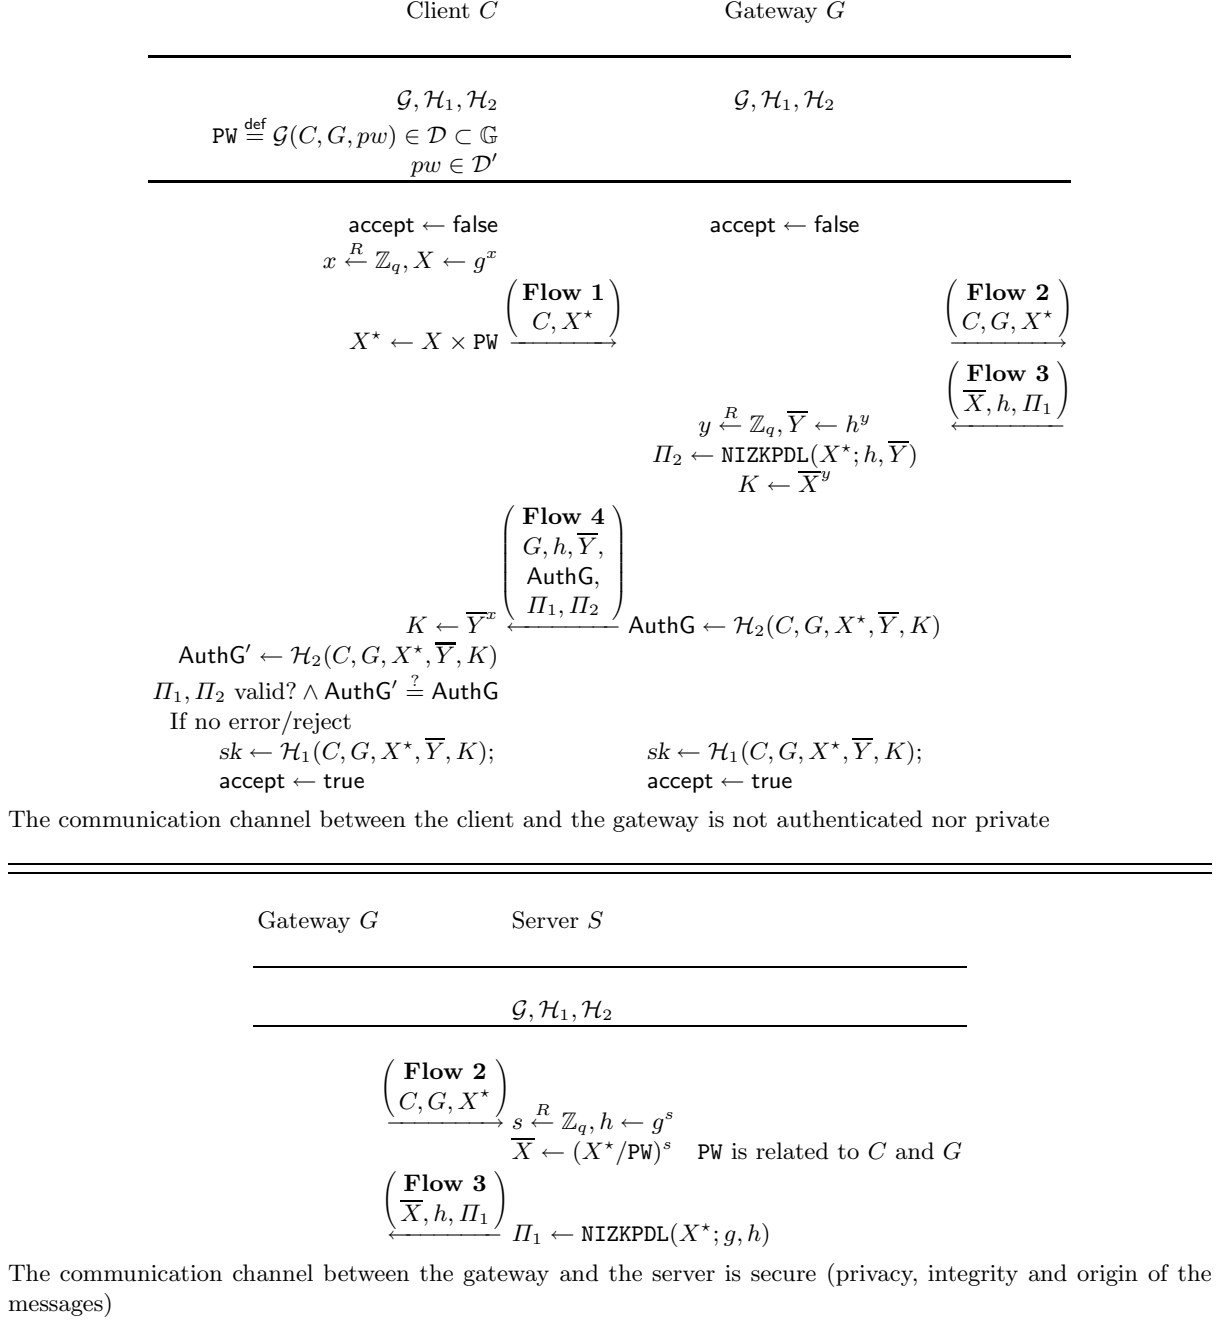 Client C Gateway G
𝒢, ℋ₁, ℋ₂ 𝒢, ℋ₁, ℋ₂
PW ≝ 𝒢(C, G, pw) ∈ 𝒟 ⊂ 𝔾
pw ∈ 𝒟′
accept ← false accept ← false
x ←ᴿ ℤ_q, X ← g^x
Flow 1 Flow 2
C, X⋆ C, G, X⋆
X⋆ ← X × PW
Flow 3
X̅, h, Π₁
y ←ᴿ ℤ_q, Y̅ ← h^y
Π₂ ← NIZKPDL(X⋆; h, Y̅)
K ← X̅^y
Flow 4
G, h, Y̅,
AuthG,
Π₁, Π₂
K ← Y̅^x AuthG ← ℋ₂(C, G, X⋆, Y̅, K)
AuthG′ ← ℋ₂(C, G, X⋆, Y̅, K)
Π₁, Π₂ valid? ∧ AuthG′ ≟ AuthG
If no error/reject
sk ← ℋ₁(C, G, X⋆, Y̅, K); sk ← ℋ₁(C, G, X⋆, Y̅, K);
accept ← true accept ← true
The communication channel between the client and the gateway is not authenticated nor private
Gateway G Server S
𝒢, ℋ₁, ℋ₂
Flow 2
C, G, X⋆
s ←ᴿ ℤ_q, h ← g^s
X̅ ← (X⋆/PW)^s PW is related to C and G
Flow 3
X̅, h, Π₁
Π₁ ← NIZKPDL(X⋆; g, h)
The communication channel between the gateway and the server is secure (privacy, integrity and origin of the
messages)